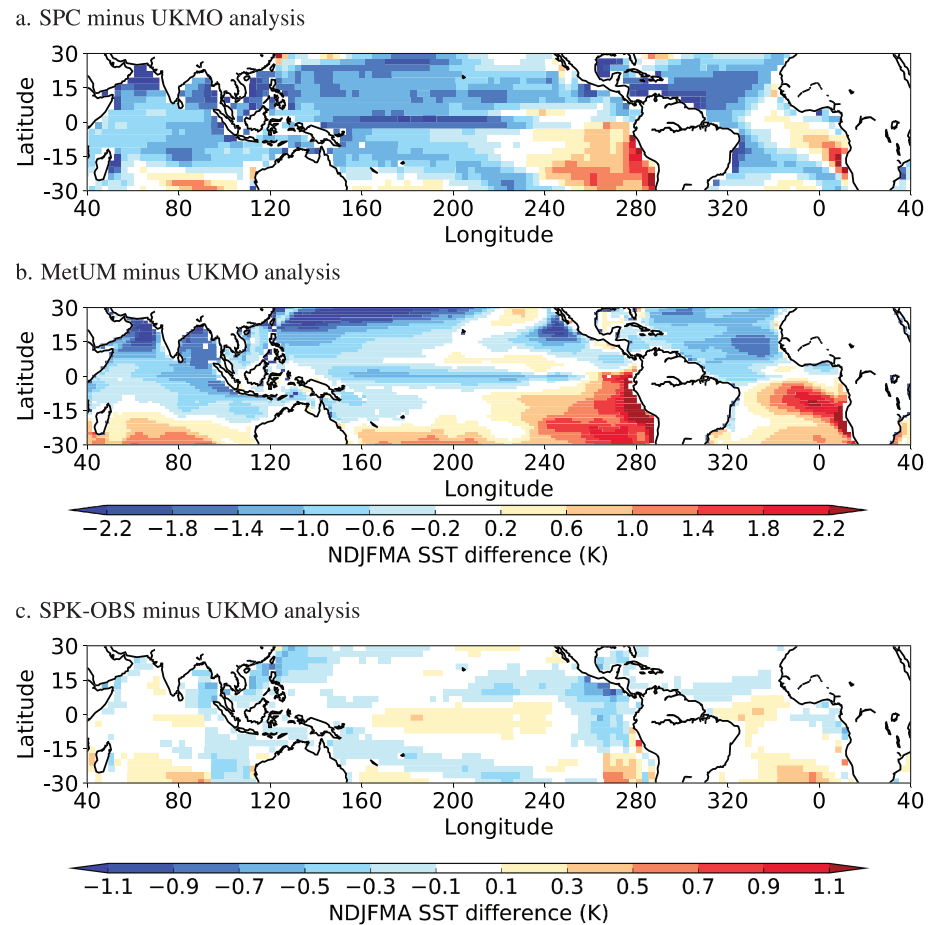 a. SPC minus UKMO analysis
30
15
0
-15
-30
Latitude
40 80 120 160 200 240 280 320 0 40
Longitude
b. MetUM minus UKMO analysis
30
15
0
-15
-30
Latitude
40 80 120 160 200 240 280 320 0 40
Longitude
−2.2 −1.8 −1.4 −1.0 −0.6 −0.2 0.2 0.6 1.0 1.4 1.8 2.2
NDJFMA SST difference (K)
c. SPK-OBS minus UKMO analysis
30
15
0
-15
-30
Latitude
40 80 120 160 200 240 280 320 0 40
Longitude
−1.1 −0.9 −0.7 −0.5 −0.3 −0.1 0.1 0.3 0.5 0.7 0.9 1.1
NDJFMA SST difference (K)